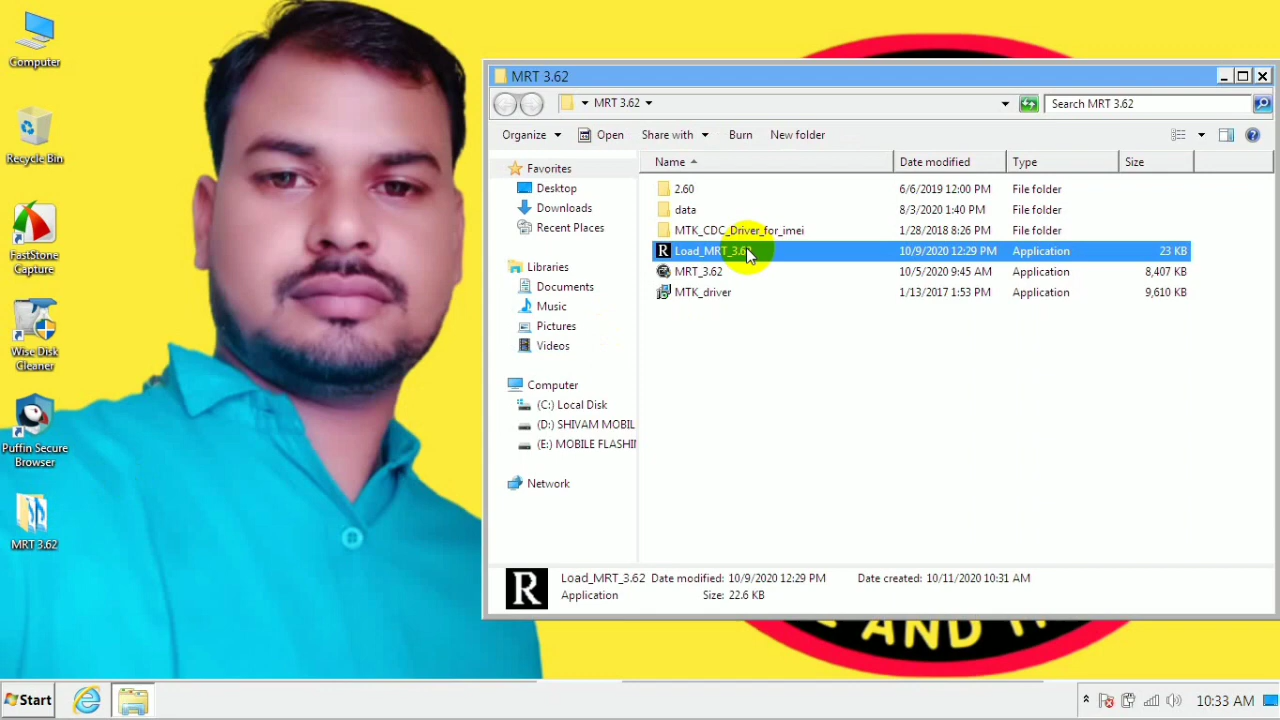 Computer
Recycle Bin
FastStone
Capture
Wise Disk
Cleaner
Puffin Secure
Browser
MRT 3.62
MRT 3.62
MRT 3.62
Search MRT 3.62
Organize Open Share with Burn New folder
Favorites
Desktop
Downloads
Recent Places
Libraries
Documents
Music
Pictures
Videos
Computer
(C:) Local Disk
(D:) SHIVAM MOBIL
(E:) MOBILE FLASHI
Network
Name Date modified Type Size
2.60 6/6/2019 12:00 PM File folder
data 8/3/2020 1:40 PM File folder
MTK_CDC_Driver_for_imei 1/28/2018 8:26 PM File folder
R Load_MRT_3.62 10/9/2020 12:29 PM Application 23 KB
MRT_3.62 10/5/2020 9:45 AM Application 8,407 KB
MTK_driver 1/13/2017 1:53 PM Application 9,610 KB
R
Load_MRT_3.62 Date modified: 10/9/2020 12:29 PM Date created: 10/11/2020 10:31 AM
Application Size: 22.6 KB
AND
Start
10:33 AM